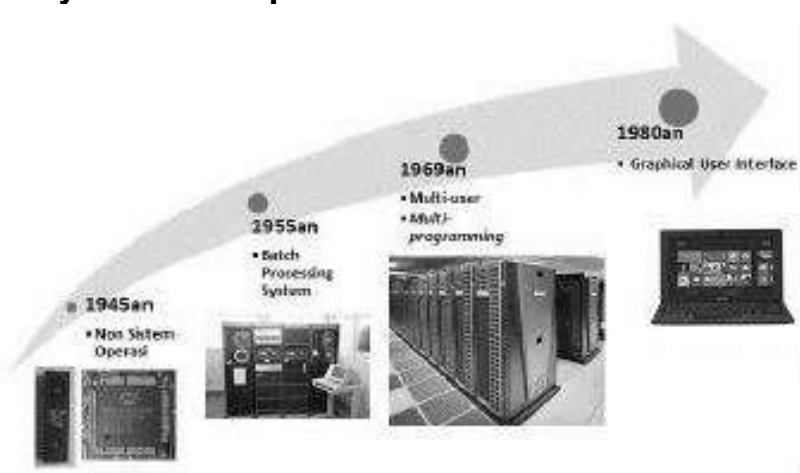 1945an
• Non Sistem
Operasi
1955an
• Batch
Processing
System
1969an
• Multi-user
• Multi-
programming
1980an
• Graphical User Interface